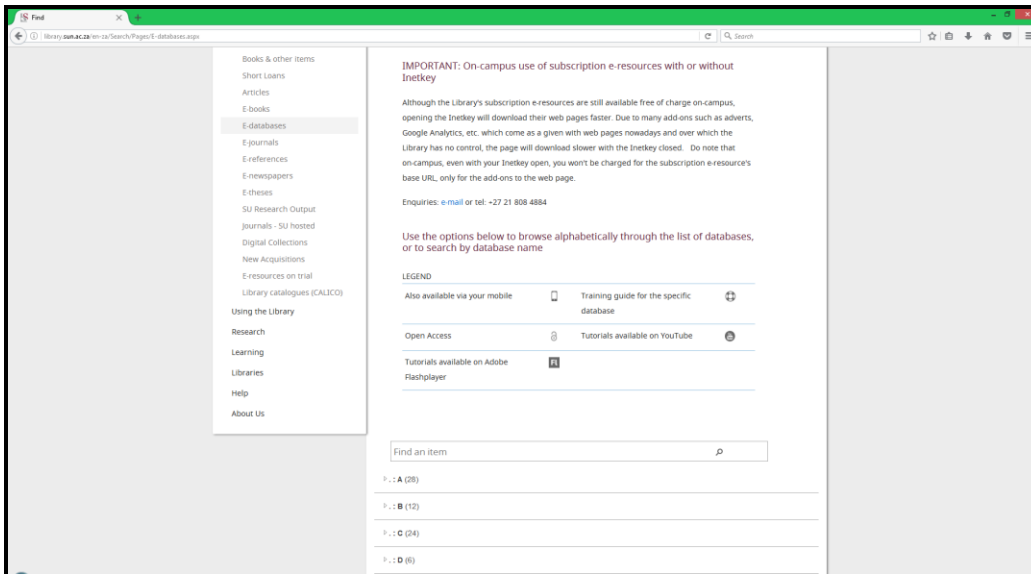 Find
library.sun.ac.za/en-za/Search/Pages/E-databases.aspx
Search
Books & other items
Short Loans
Articles
E-books
E-databases
E-journals
E-references
E-newspapers
E-theses
SU Research Output
Journals - SU hosted
Digital Collections
New Acquisitions
E-resources on trial
Library catalogues (CALICO)
Using the Library
Research
Learning
Libraries
Help
About Us
IMPORTANT: On-campus use of subscription e-resources with or without
Inetkey
Although the Library's subscription e-resources are still available free of charge on-campus,
opening the Inetkey will download their web pages faster. Due to many add-ons such as adverts,
Google Analytics, etc. which come as a given with web pages nowadays and over which the
Library has no control, the page will download slower with the Inetkey closed. Do note that
on-campus, even with your Inetkey open, you won't be charged for the subscription e-resource's
base URL, only for the add-ons to the web page.
Enquiries: e-mail or tel: +27 21 808 4884
Use the options below to browse alphabetically through the list of databases,
or to search by database name
LEGEND
Also available via your mobile
Training guide for the specific
database
Open Access
Tutorials available on YouTube
Tutorials available on Adobe
Flashplayer
Fl
Find an item
. : A (28)
. : B (12)
. : C (24)
. : D (6)